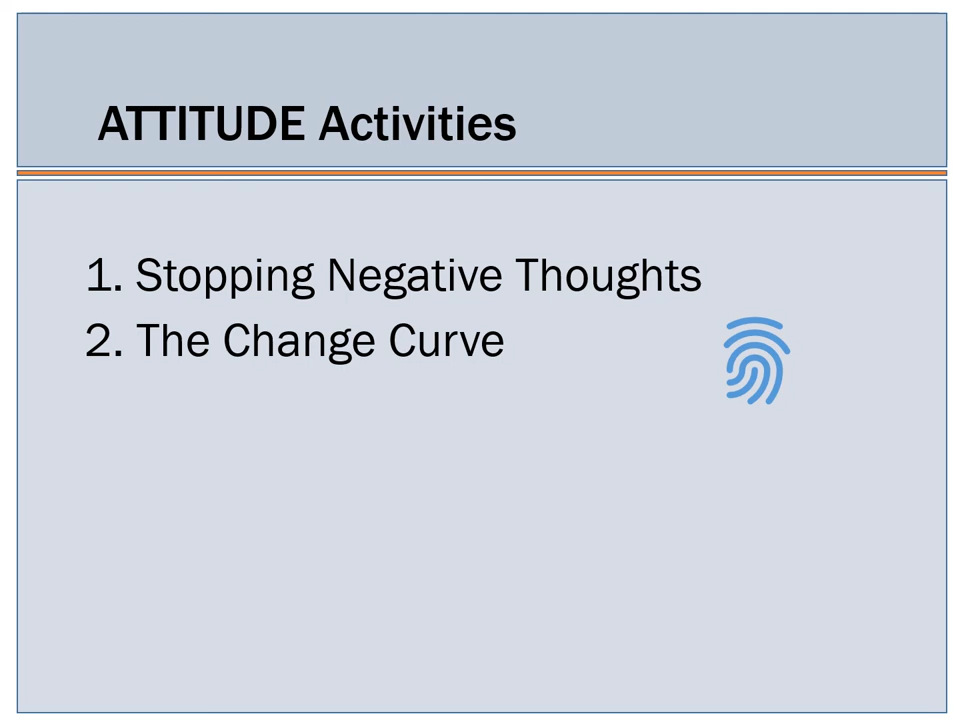 ATTITUDE Activities
1. Stopping Negative Thoughts
2. The Change Curve